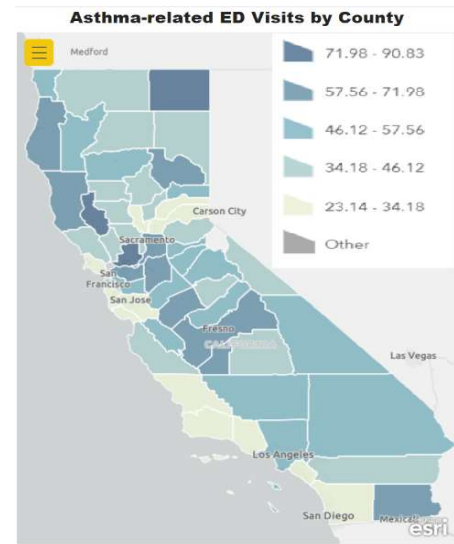 Asthma-related ED Visits by County
Medford
71.98 - 90.83
57.56 - 71.98
46.12 - 57.56
34.18 - 46.12
23.14 - 34.18
Other
Carson City
Sacramento
San
Francisco
San Jose
Fresno
CALIFORNIA
Las Vegas
Los Angeles
San Diego
Mexicali
esri